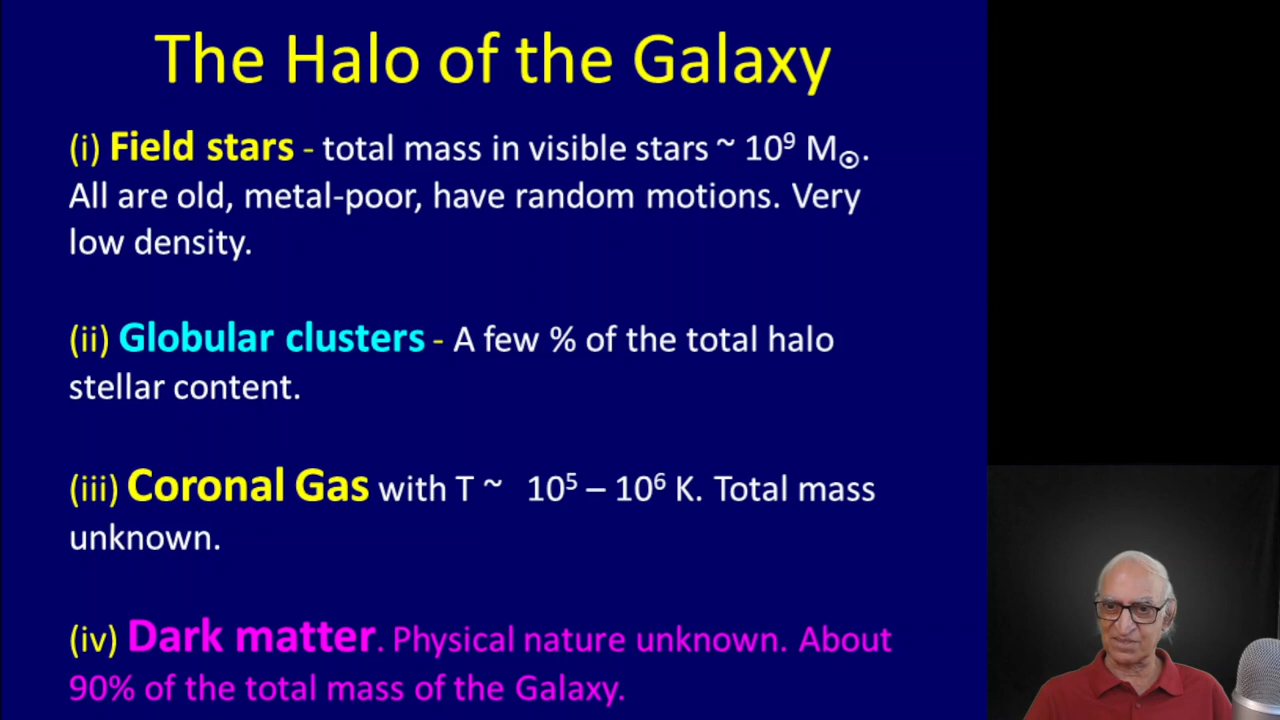 The Halo of the Galaxy
(i) Field stars - total mass in visible stars ~ 10⁹ M☉.
All are old, metal-poor, have random motions. Very
low density.
(ii) Globular clusters - A few % of the total halo
stellar content.
(iii) Coronal Gas with T ~ 10⁵ – 10⁶ K. Total mass
unknown.
(iv) Dark matter. Physical nature unknown. About
90% of the total mass of the Galaxy.